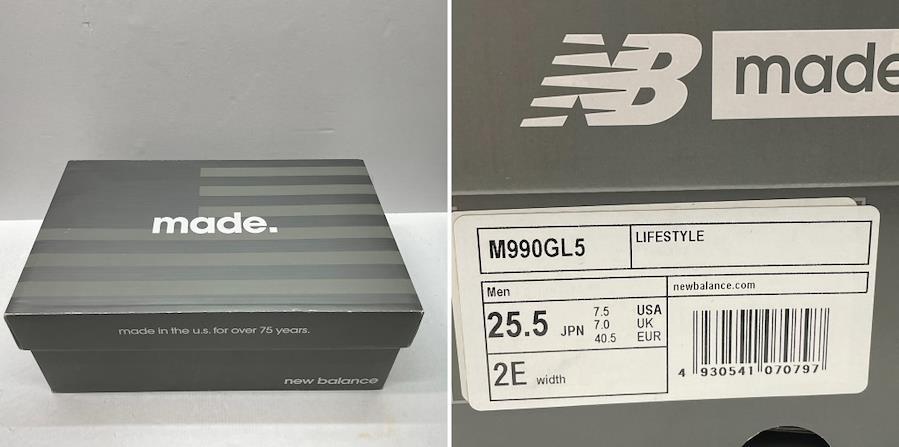 made.
made in the u.s. for over 75 years.
new balance
NB made
M990GL5
LIFESTYLE
Men
newbalance.com
25.5 JPN
7.5 USA
7.0 UK
40.5 EUR
2E width
4 930541 070797